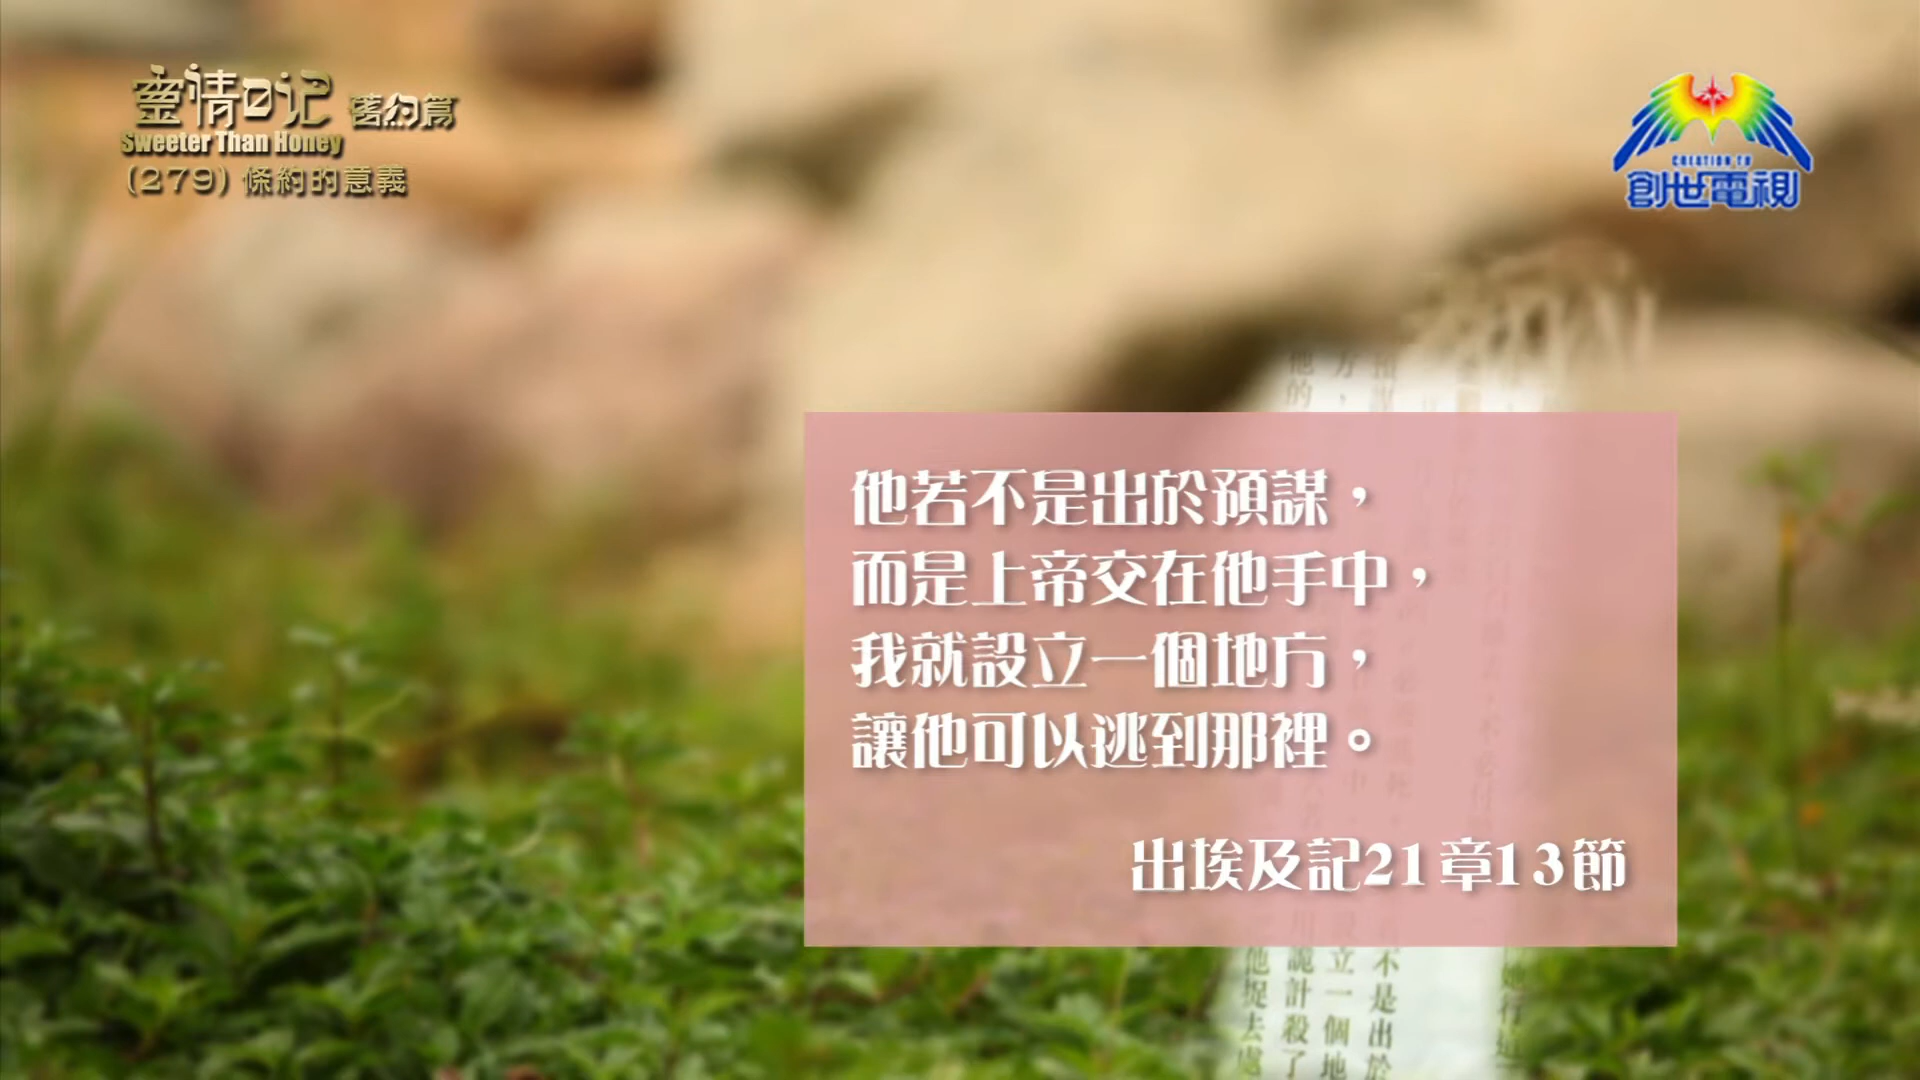 靈情日记 舊約篇
Sweeter Than Honey
(279) 條約的意義
CREATION TV
創世電視
他若不是出於預謀，
而是上帝交在他手中，
我就設立一個地方，
讓他可以逃到那裡。
出埃及記21章13節